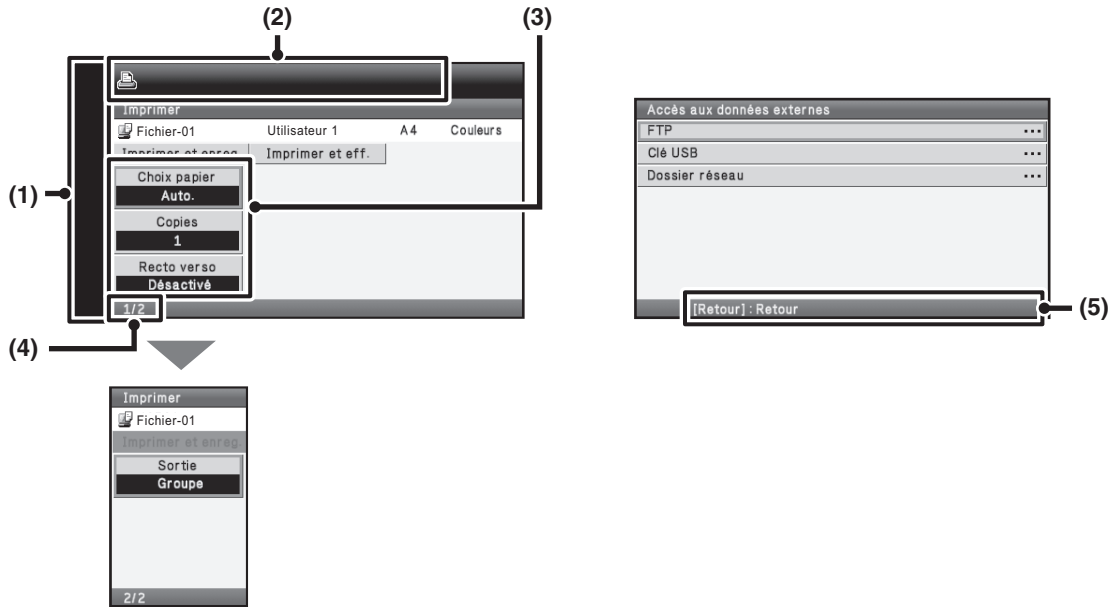 (2)
(3)
Imprimer
Fichier-01 Utilisateur 1 A4 Couleurs
Imprimer et enreg. Imprimer et eff.
(1)
Choix papier
Auto.
Copies
1
Recto verso
Désactivé
1/2
(4)
Imprimer
Fichier-01
Imprimer et enreg.
Sortie
Groupe
2/2
Accès aux données externes
FTP ...
Clé USB ...
Dossier réseau ...
[Retour] : Retour
(5)